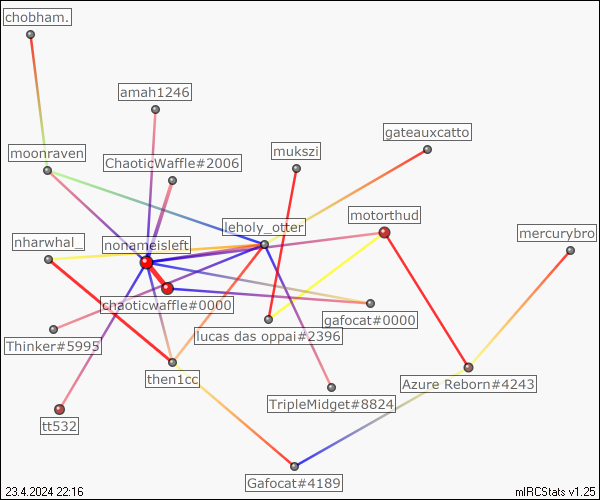 chobham.
amah1246
gateauxcatto
moonraven
ChaoticWaffle#2006
mukszi
motorthud
leholy_otter
mercurybro
nharwhal_
nonameisleft
chaoticwaffle#0000
gafocat#0000
lucas das oppai#2396
Thinker#5995
then1cc
Azure Reborn#4243
TripleMidget#8824
tt532
Gafocat#4189
23.4.2024 22:16
mIRCStats v1.25